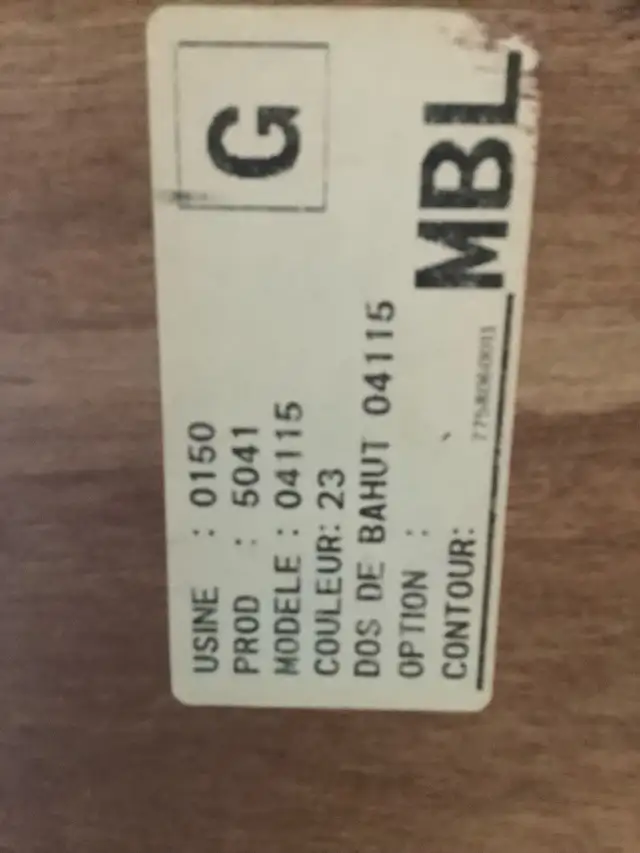 G
USINE : 0150
PROD : 5041
MODELE : 04115
COULEUR: 23
DOS DE BAHUT 04115
OPTION :
CONTOUR:
MBL